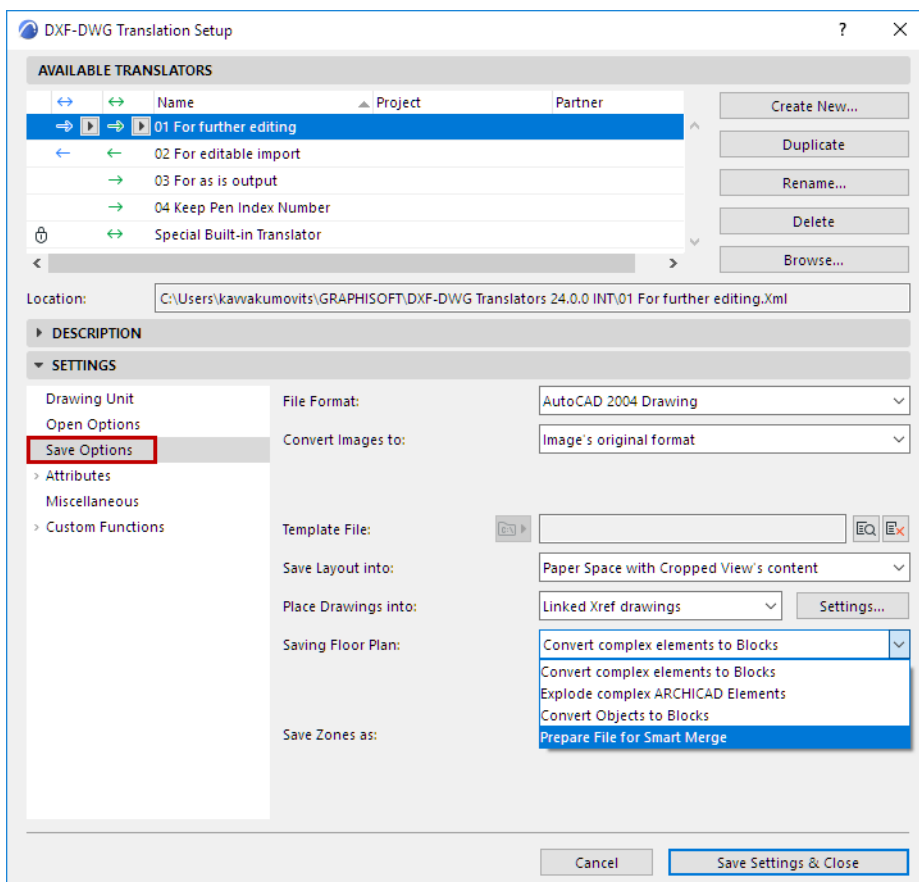 DXF-DWG Translation Setup ?
AVAILABLE TRANSLATORS
Name Project Partner
01 For further editing
02 For editable import
03 For as is output
04 Keep Pen Index Number
Special Built-in Translator
Create New...
Duplicate
Rename...
Delete
Browse...
Location: C:\Users\kavvakumovits\GRAPHISOFT\DXF-DWG Translators 24.0.0 INT\01 For further editing.Xml
DESCRIPTION
SETTINGS
Drawing Unit
Open Options
Save Options
Attributes
Miscellaneous
Custom Functions
File Format: AutoCAD 2004 Drawing
Convert Images to: Image's original format
Template File:
Save Layout into: Paper Space with Cropped View's content
Place Drawings into: Linked Xref drawings Settings...
Saving Floor Plan: Convert complex elements to Blocks
Convert complex elements to Blocks
Explode complex ARCHICAD Elements
Convert Objects to Blocks
Save Zones as: Prepare File for Smart Merge
Cancel Save Settings & Close